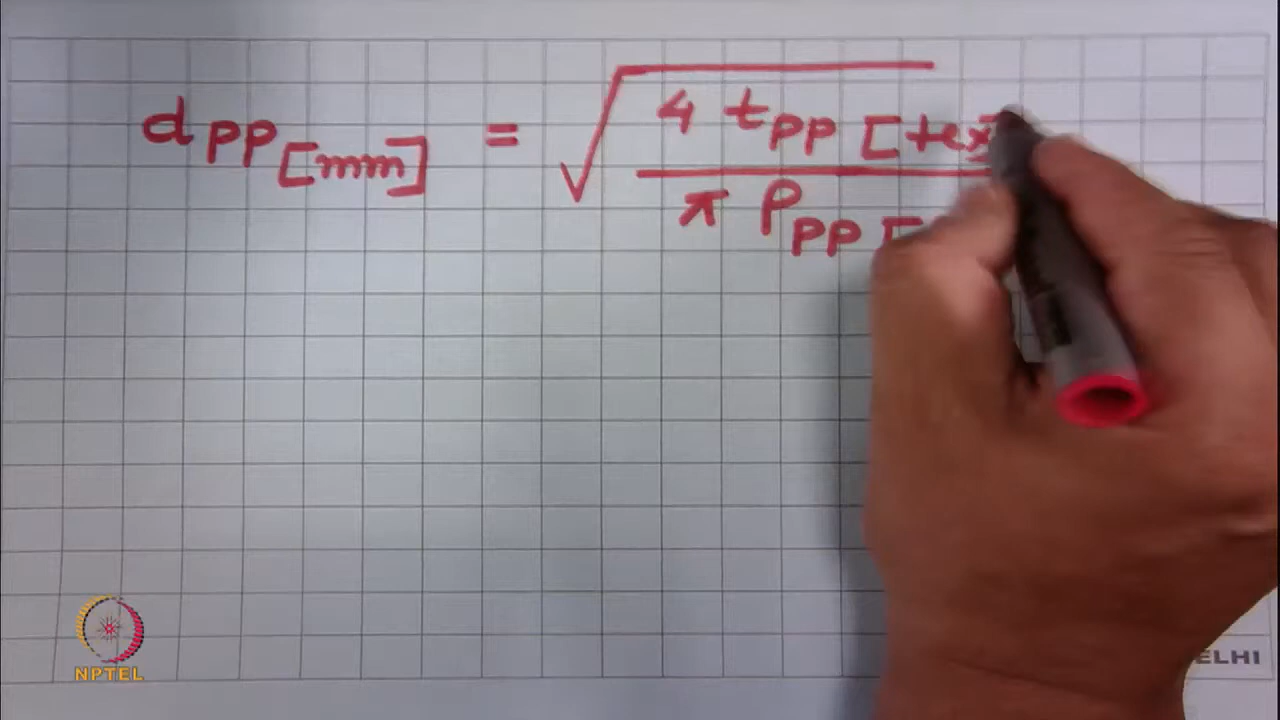 dpp[mm] = √ 4 tpp [tex]
π ρpp [
NPTEL
ELHI